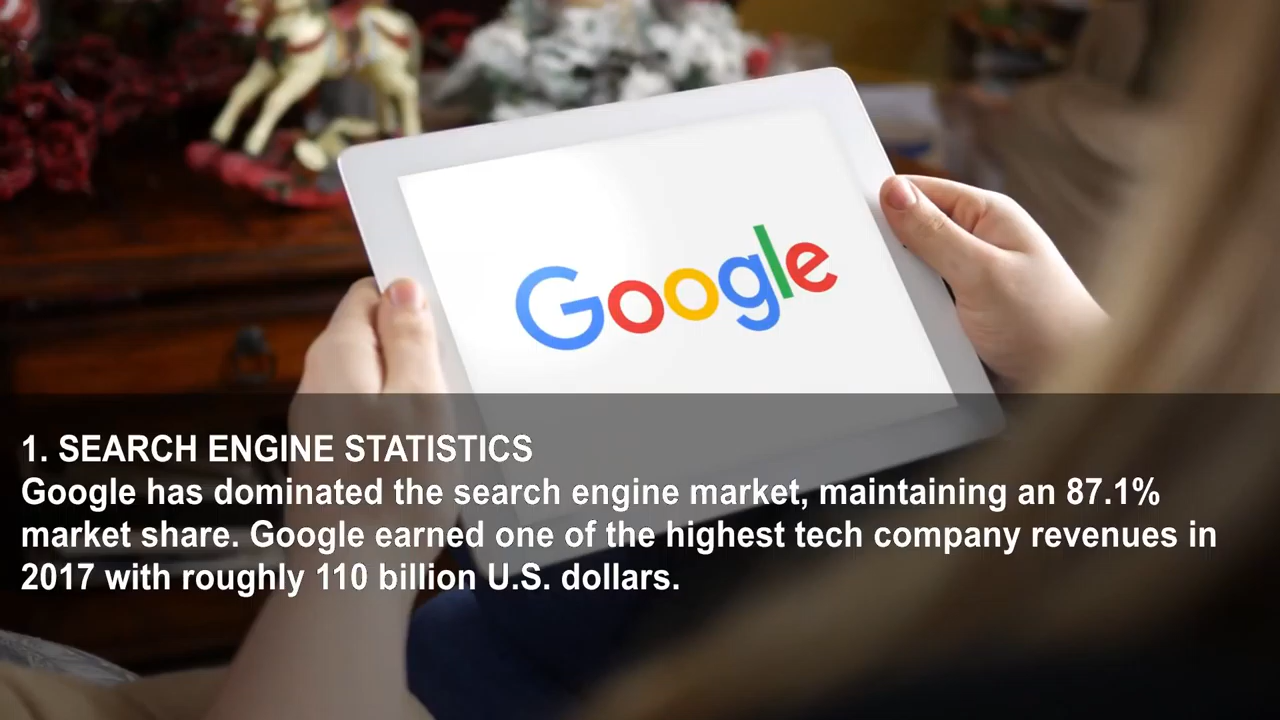 Google
1. SEARCH ENGINE STATISTICS
Google has dominated the search engine market, maintaining an 87.1%
market share. Google earned one of the highest tech company revenues in
2017 with roughly 110 billion U.S. dollars.